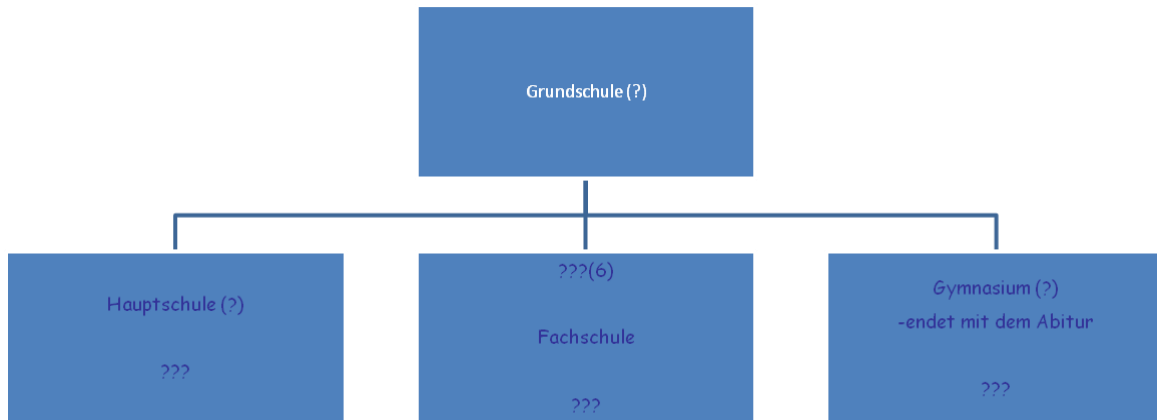 Grundschule (?)
Hauptschule (?)
???
???(6)
Fachschule
???
Gymnasium (?)
-endet mit dem Abitur
???